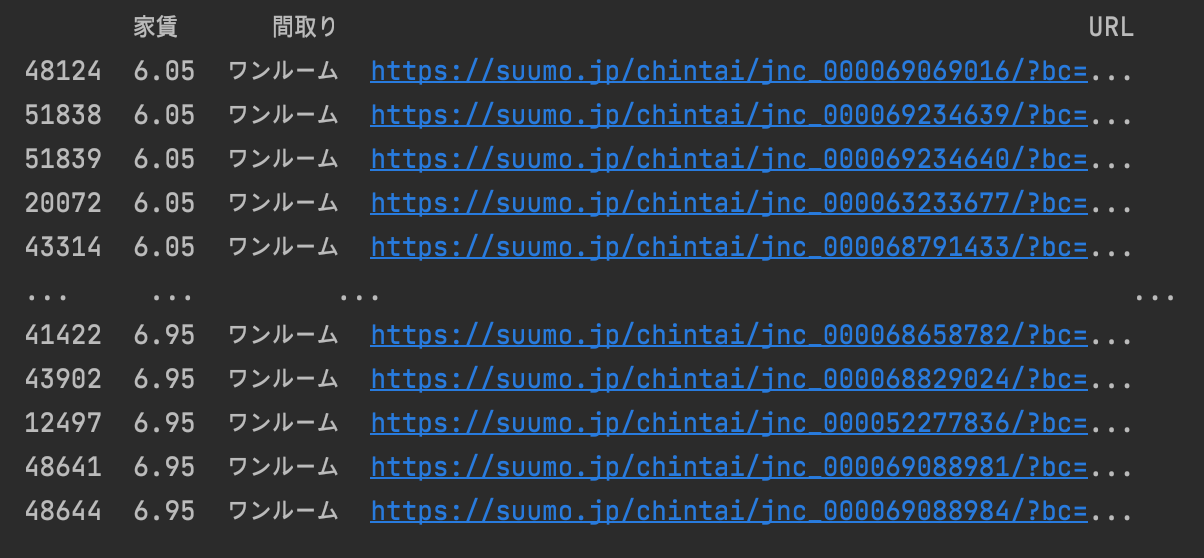 家賃 間取り URL
48124 6.05 ワンルーム https://suumo.jp/chintai/jnc_000069069016/?bc=...
51838 6.05 ワンルーム https://suumo.jp/chintai/jnc_000069234639/?bc=...
51839 6.05 ワンルーム https://suumo.jp/chintai/jnc_000069234640/?bc=...
20072 6.05 ワンルーム https://suumo.jp/chintai/jnc_000063233677/?bc=...
43314 6.05 ワンルーム https://suumo.jp/chintai/jnc_000068791433/?bc=...
... ... ... ...
41422 6.95 ワンルーム https://suumo.jp/chintai/jnc_000068658782/?bc=...
43902 6.95 ワンルーム https://suumo.jp/chintai/jnc_000068829024/?bc=...
12497 6.95 ワンルーム https://suumo.jp/chintai/jnc_000052277836/?bc=...
48641 6.95 ワンルーム https://suumo.jp/chintai/jnc_000069088981/?bc=...
48644 6.95 ワンルーム https://suumo.jp/chintai/jnc_000069088984/?bc=...